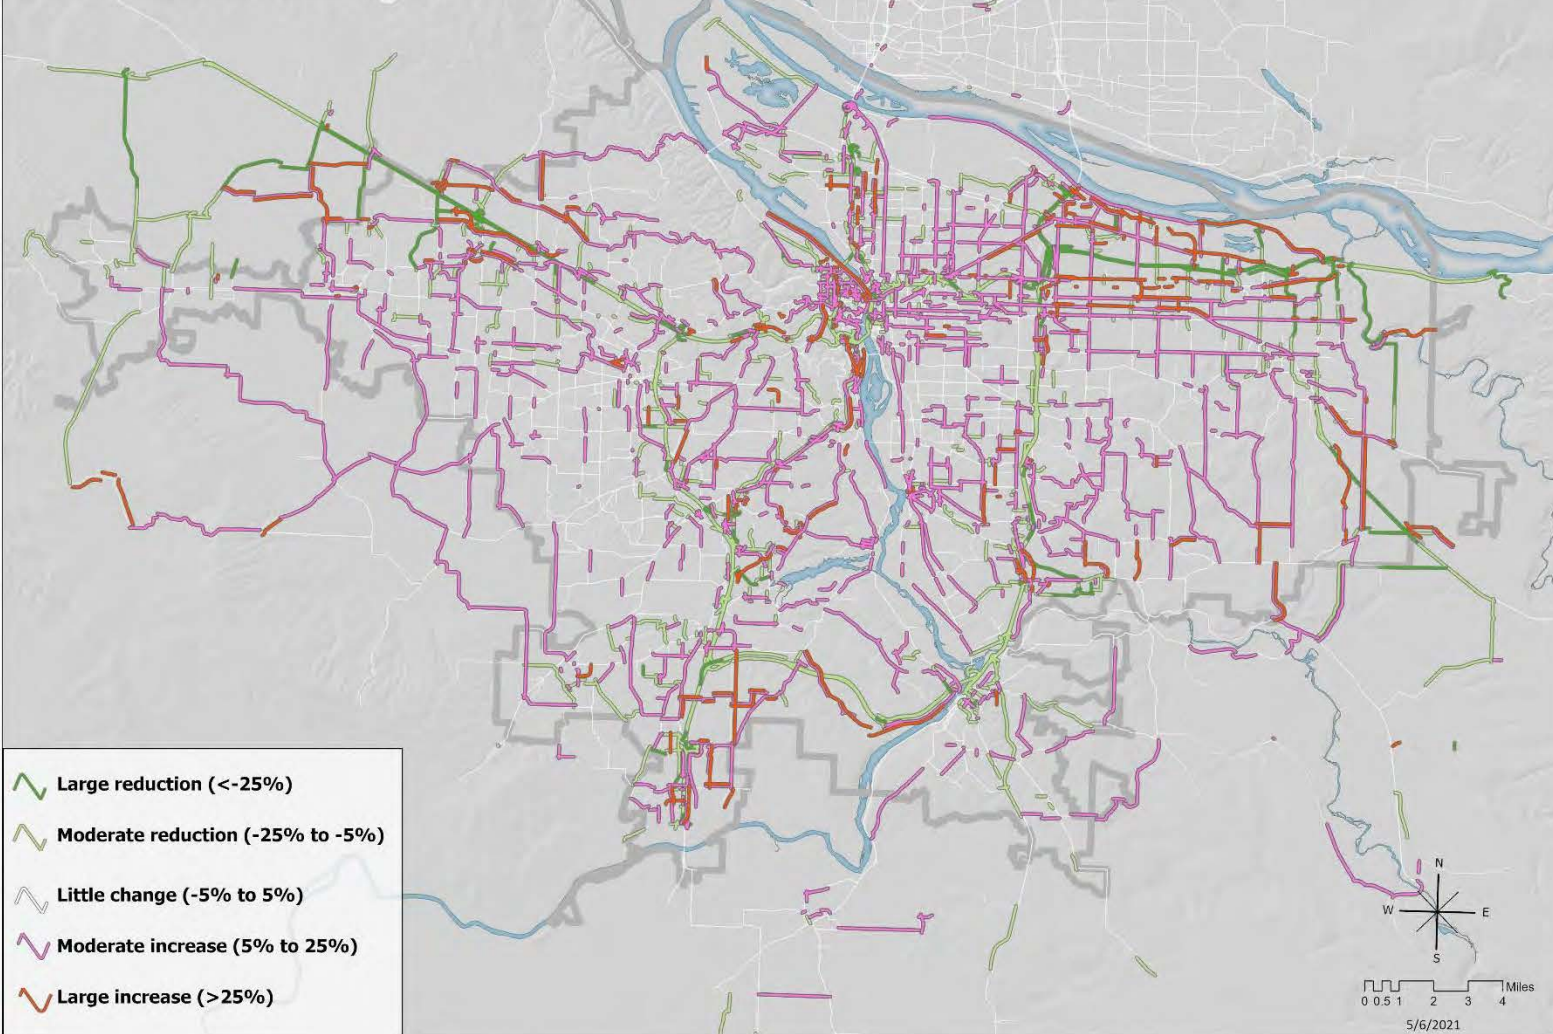 Large reduction (<-25%)
Moderate reduction (-25% to -5%)
Little change (-5% to 5%)
Moderate increase (5% to 25%)
Large increase (>25%)
N
W E
S
Miles
0 0.5 1 2 3 4
5/6/2021